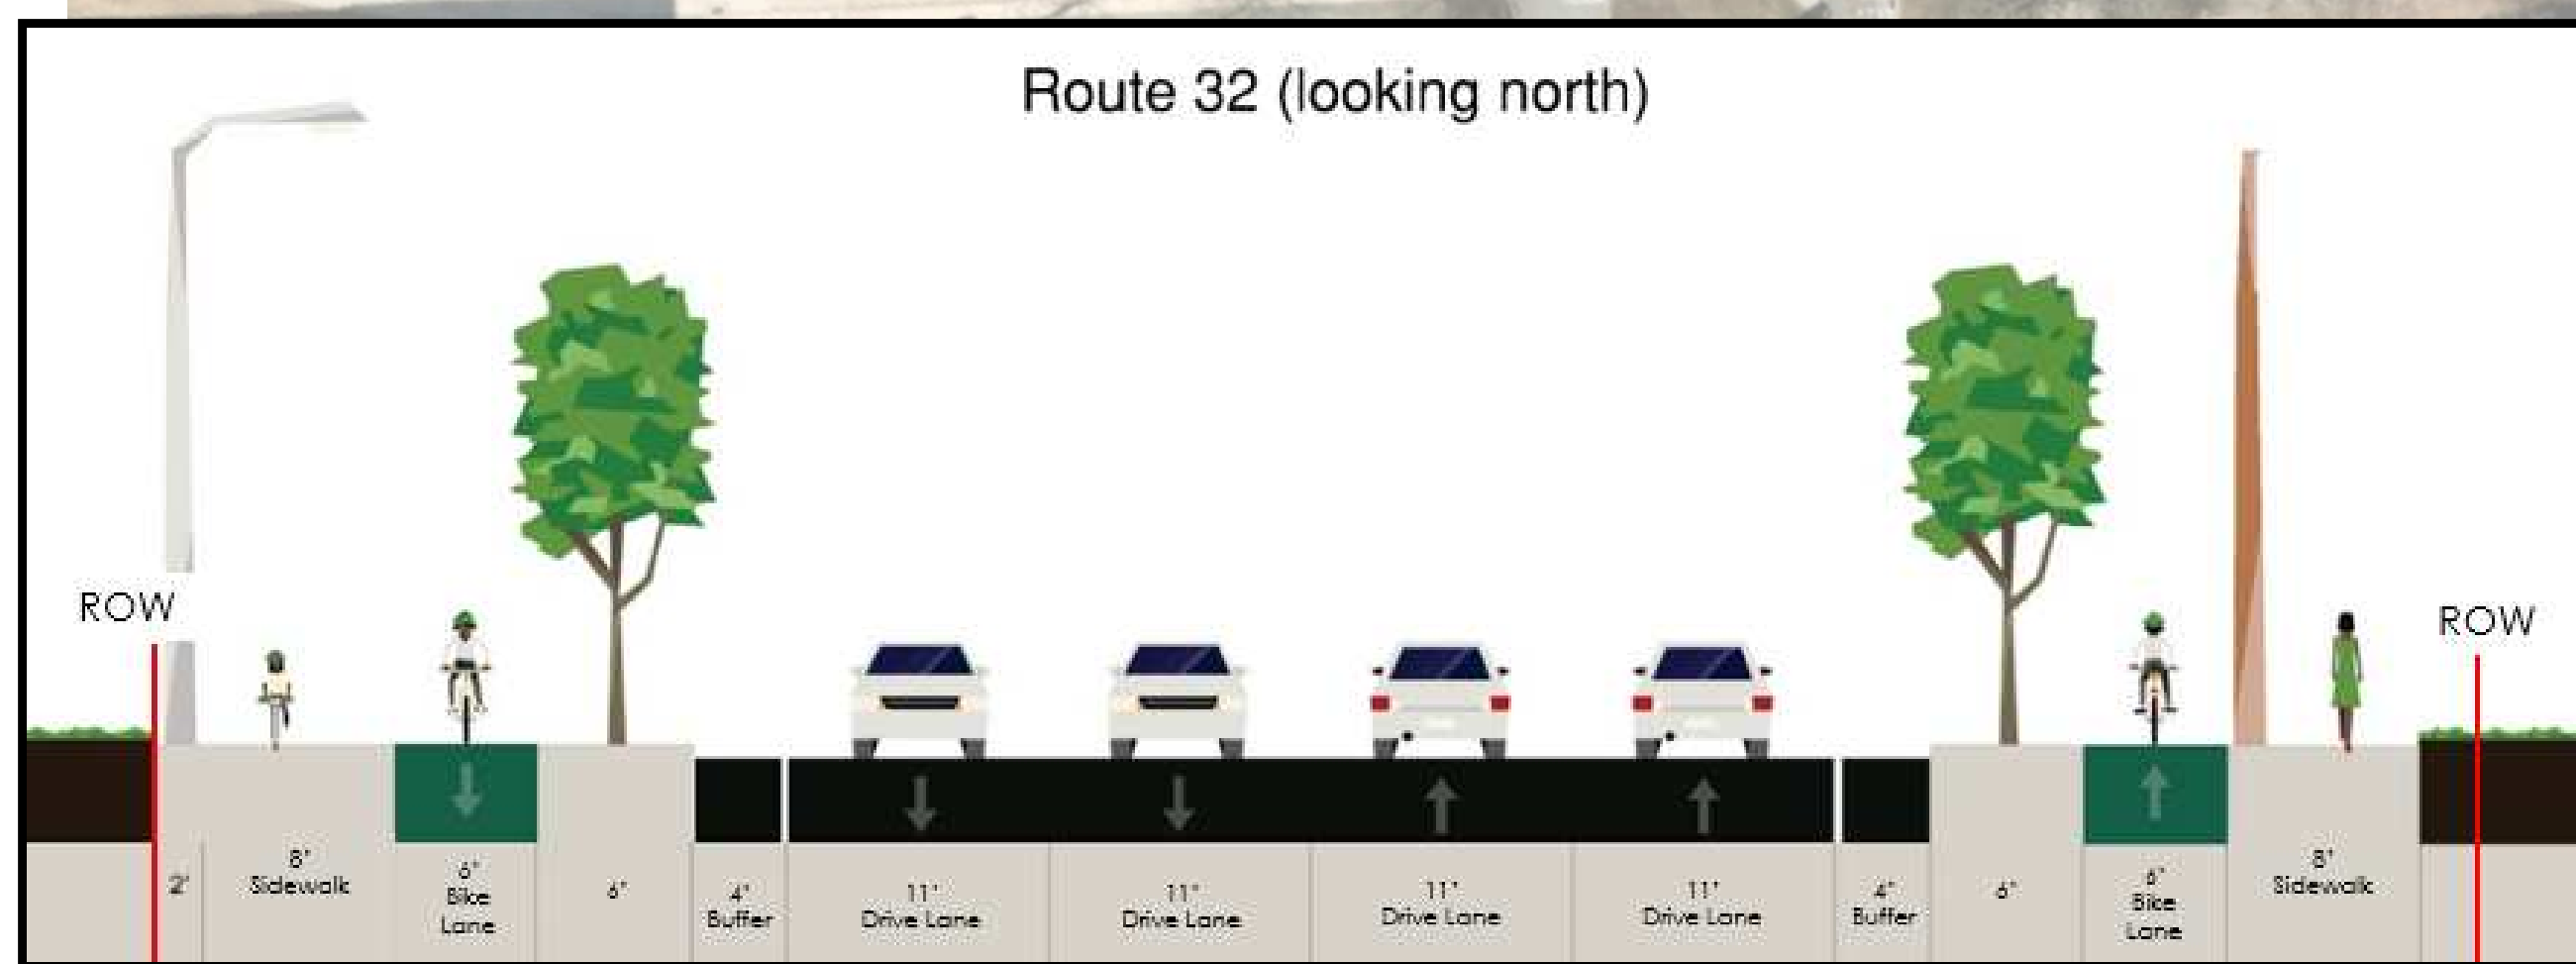 Route 32 (looking north)
ROW
ROW
2'
8'
Sidewalk
6'
Bike
Lane
6'
4'
Buffer
11'
Drive Lane
11'
Drive Lane
11'
Drive Lane
11'
Drive Lane
4'
Buffer
6'
6'
Bike
Lane
8'
Sidewalk